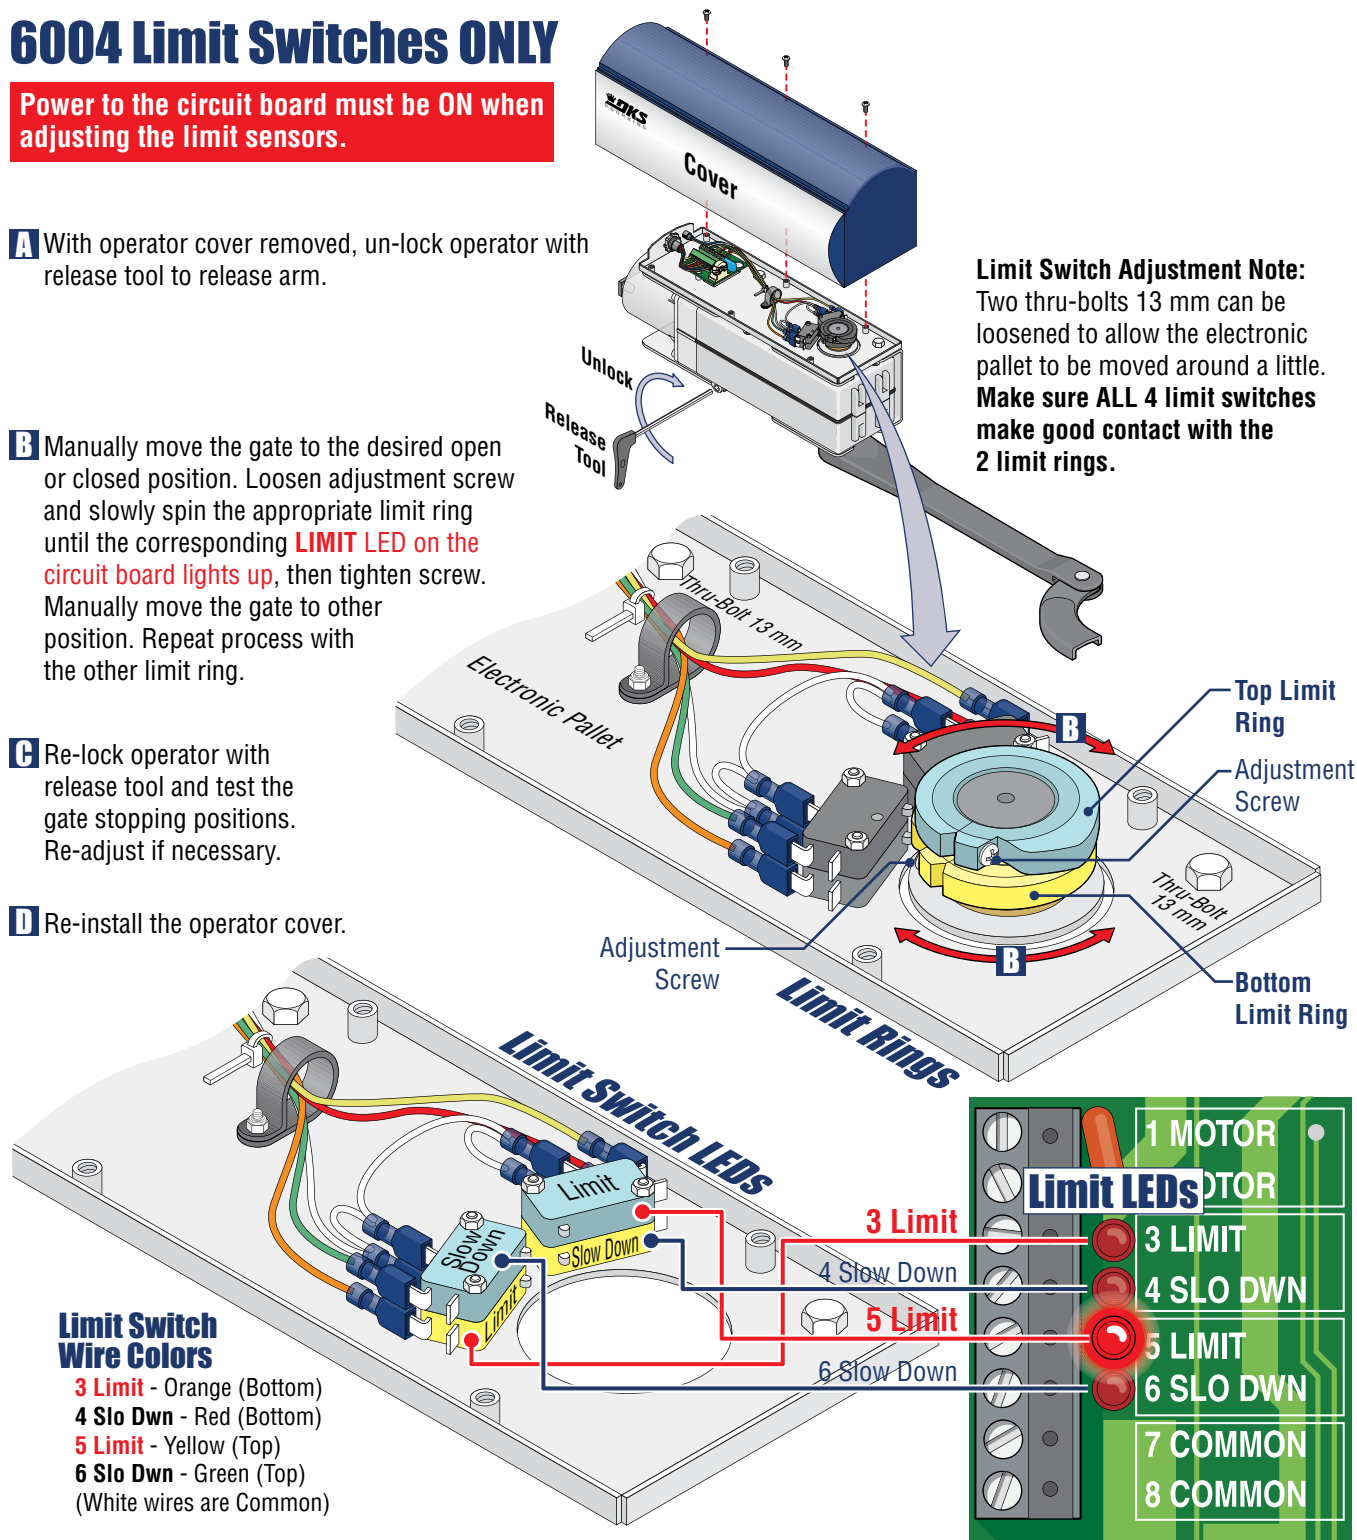 6004 Limit Switches ONLY
Power to the circuit board must be ON when
adjusting the limit sensors.
DKS
DOORKING
Cover
A With operator cover removed, un-lock operator with
release tool to release arm.
Unlock
Release
Tool
Limit Switch Adjustment Note:
Two thru-bolts 13 mm can be
loosened to allow the electronic
pallet to be moved around a little.
Make sure ALL 4 limit switches
make good contact with the
2 limit rings.
B Manually move the gate to the desired open
or closed position. Loosen adjustment screw
and slowly spin the appropriate limit ring
until the corresponding LIMIT LED on the
circuit board lights up, then tighten screw.
Manually move the gate to other
position. Repeat process with
the other limit ring.
C Re-lock operator with
release tool and test the
gate stopping positions.
Re-adjust if necessary.
D Re-install the operator cover.
Thru-Bolt 13 mm
Electronic Pallet
B
Top Limit
Ring
Adjustment
Screw
Thru-Bolt
13 mm
Adjustment
Screw
B
Bottom
Limit Ring
Limit Rings
Limit Switch LEDs
Limit
Slow Down
Slow
Down
Limit
3 Limit
4 Slow Down
5 Limit
6 Slow Down
Limit LEDs
1 MOTOR
OTOR
3 LIMIT
4 SLO DWN
5 LIMIT
6 SLO DWN
7 COMMON
8 COMMON
Limit Switch
Wire Colors
3 Limit - Orange (Bottom)
4 Slo Dwn - Red (Bottom)
5 Limit - Yellow (Top)
6 Slo Dwn - Green (Top)
(White wires are Common)